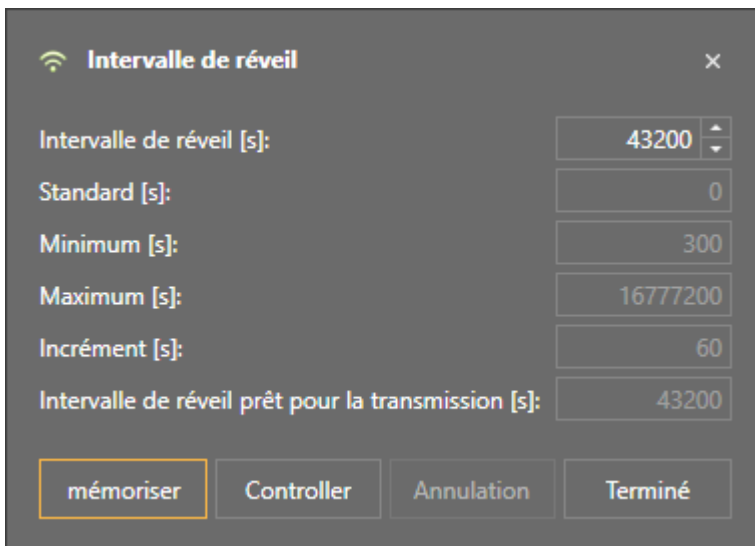 Intervalle de réveil
Intervalle de réveil [s]: 43200
Standard [s]: 0
Minimum [s]: 300
Maximum [s]: 16777200
Incrément [s]: 60
Intervalle de réveil prêt pour la transmission [s]: 43200
mémoriser Controller Annulation Terminé